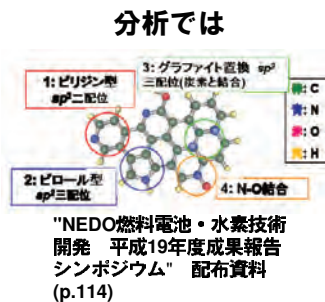 分析では
1: ピリジン型
sp²二配位
3: グラファイト置換 sp²
三配位(炭素と結合)
緑: C
青: N
赤: O
黄: H
2: ピロール型
sp²三配位
4: N-O結合
"NEDO燃料電池・水素技術
開発　平成19年度成果報告
シンポジウム"　配布資料
(p.114)